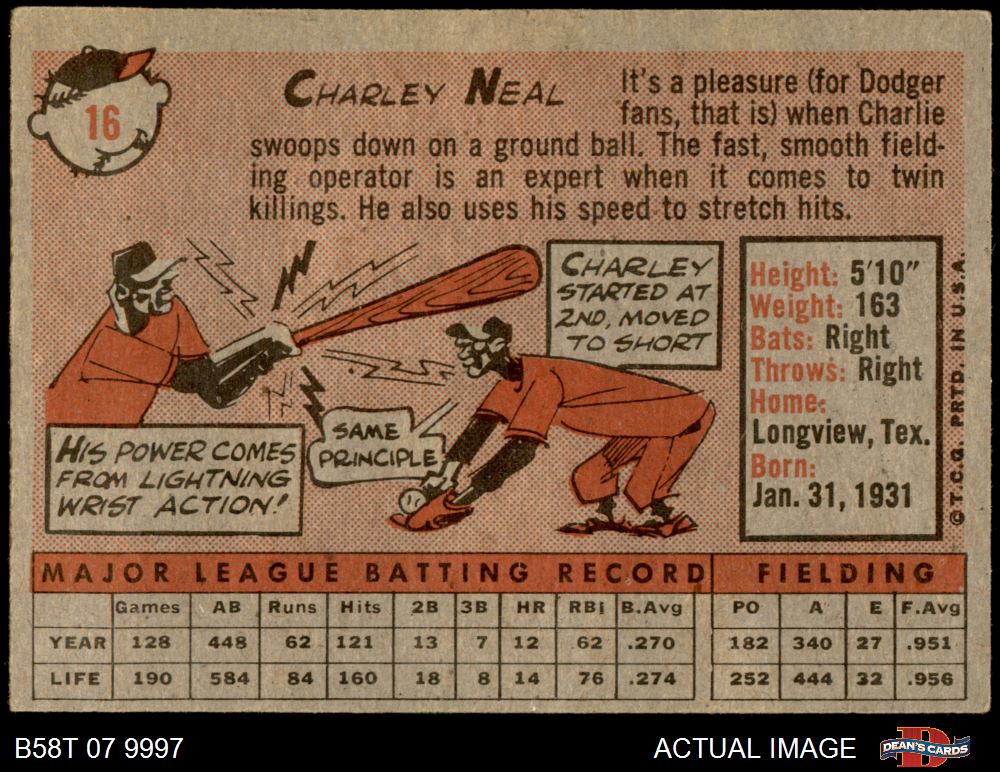 16
CHARLEY NEAL
It's a pleasure (for Dodger
fans, that is) when Charlie
swoops down on a ground ball. The fast, smooth field-
ing operator is an expert when it comes to twin
killings. He also uses his speed to stretch hits.
CHARLEY
STARTED AT
2ND, MOVED
TO SHORT
SAME
PRINCIPLE
HIS POWER COMES
FROM LIGHTNING
WRIST ACTION!
Height: 5'10"
Weight: 163
Bats: Right
Throws: Right
Home:
Longview, Tex.
Born:
Jan. 31, 1931
© T.C.G. PRTD. IN U.S.A.
MAJOR LEAGUE BATTING RECORD FIELDING
Games AB Runs Hits 2B 3B HR RBI B.Avg PO A E F.Avg
YEAR 128 448 62 121 13 7 12 62 .270 182 340 27 .951
LIFE 190 584 84 160 18 8 14 76 .274 252 444 32 .956
B58T 07 9997 ACTUAL IMAGE D DEAN'S CARDS